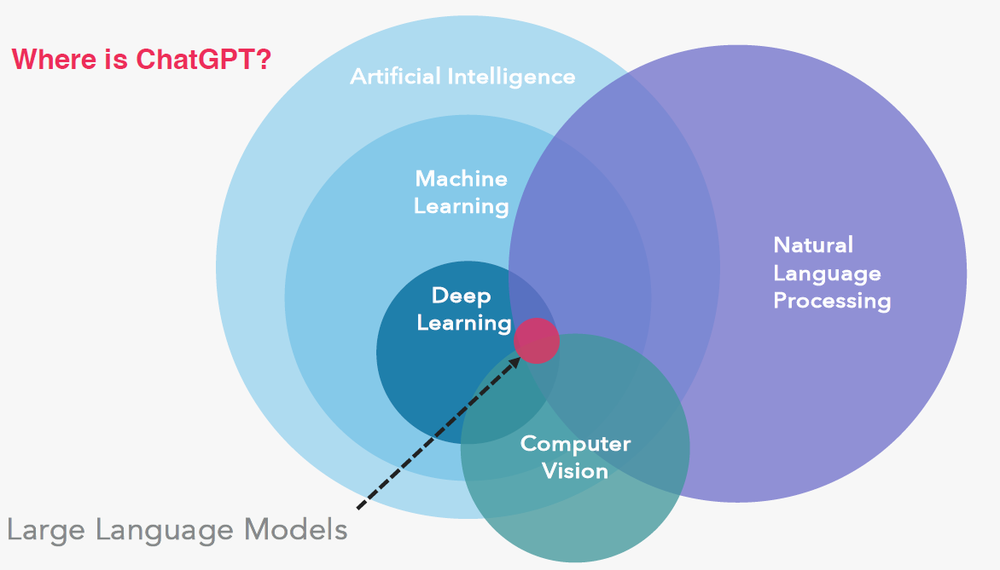 Where is ChatGPT?
Artificial Intelligence
Machine
Learning
Natural
Language
Processing
Deep
Learning
Computer
Vision
Large Language Models